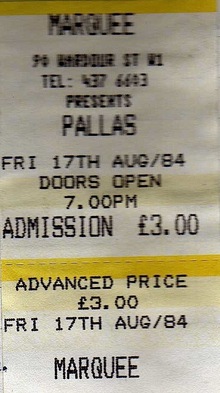 MARQUEE
90 WARDOUR ST W1
TEL: 437 6603
PRESENTS
PALLAS
FRI 17TH AUG/84
DOORS OPEN
7.00PM
ADMISSION £3.00
ADVANCED PRICE
£3.00
FRI 17TH AUG/84
MARQUEE